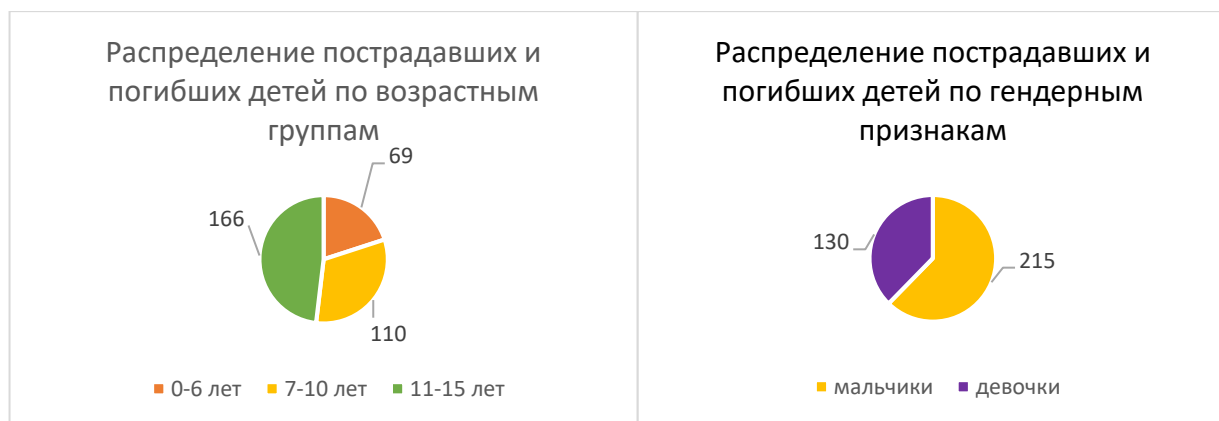 Распределение пострадавших и
погибших детей по возрастным
группам
69
166
110
0-6 лет 7-10 лет 11-15 лет
Распределение пострадавших и
погибших детей по гендерным
признакам
130
215
мальчики девочки